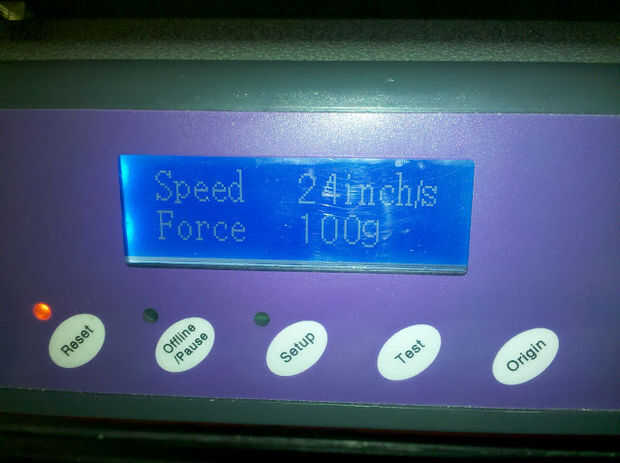 Speed 24inch/s
Force 100g
Reset
Offline
/Pause
Setup
Test
Origin